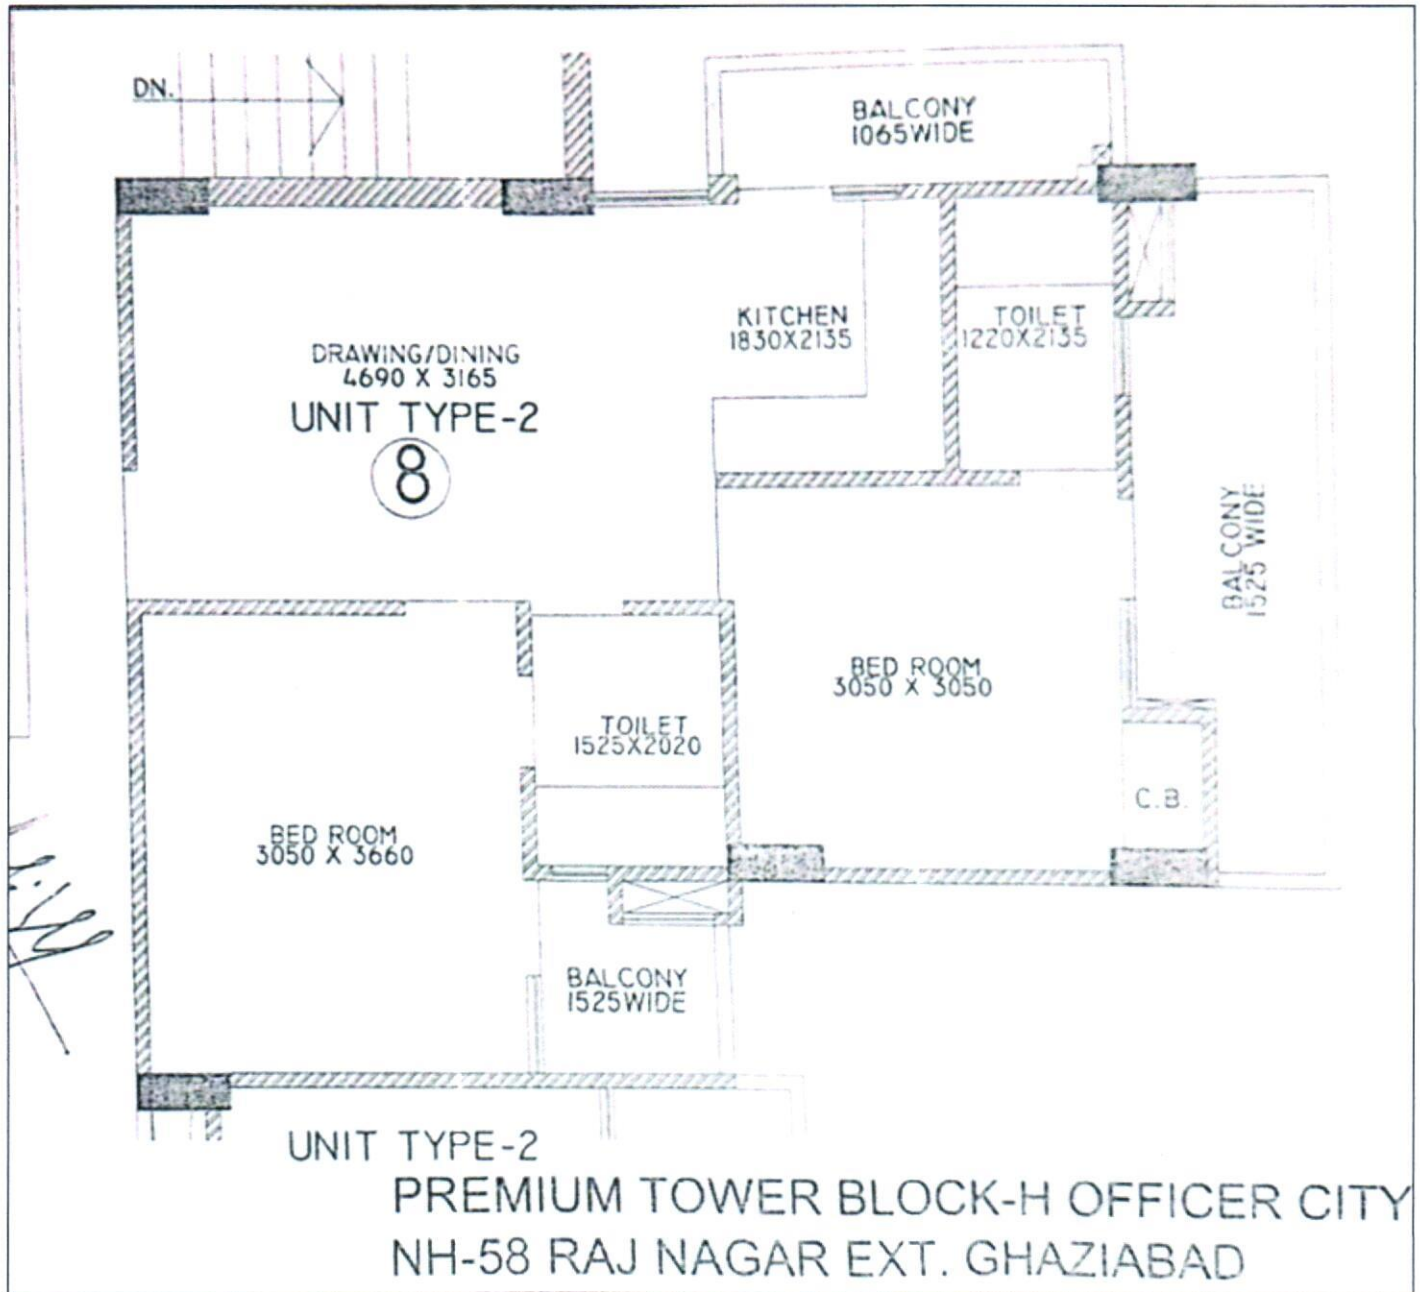 DN.
BALCONY
1065WIDE
KITCHEN
1830X2135
TOILET
1220X2135
DRAWING/DINING
4690 X 3165
UNIT TYPE-2
8
BALCONY
1525 WIDE
BED ROOM
3050 X 3050
TOILET
1525X2020
C.B.
BED ROOM
3050 X 3660
BALCONY
1525WIDE
UNIT TYPE-2
PREMIUM TOWER BLOCK-H OFFICER CITY
NH-58 RAJ NAGAR EXT. GHAZIABAD